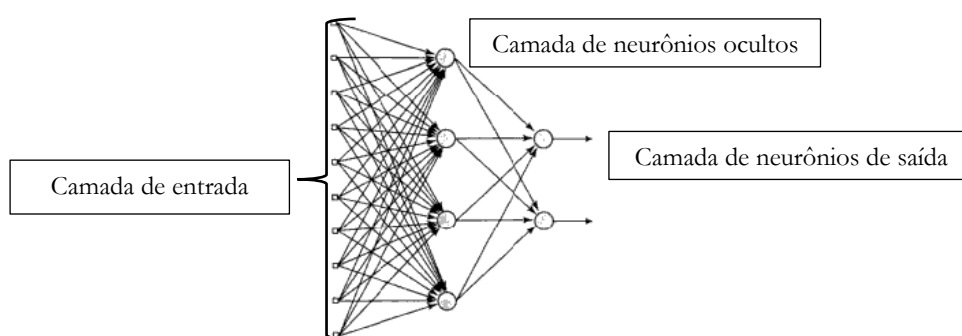 Camada de neurônios ocultos
Camada de neurônios de saída
Camada de entrada